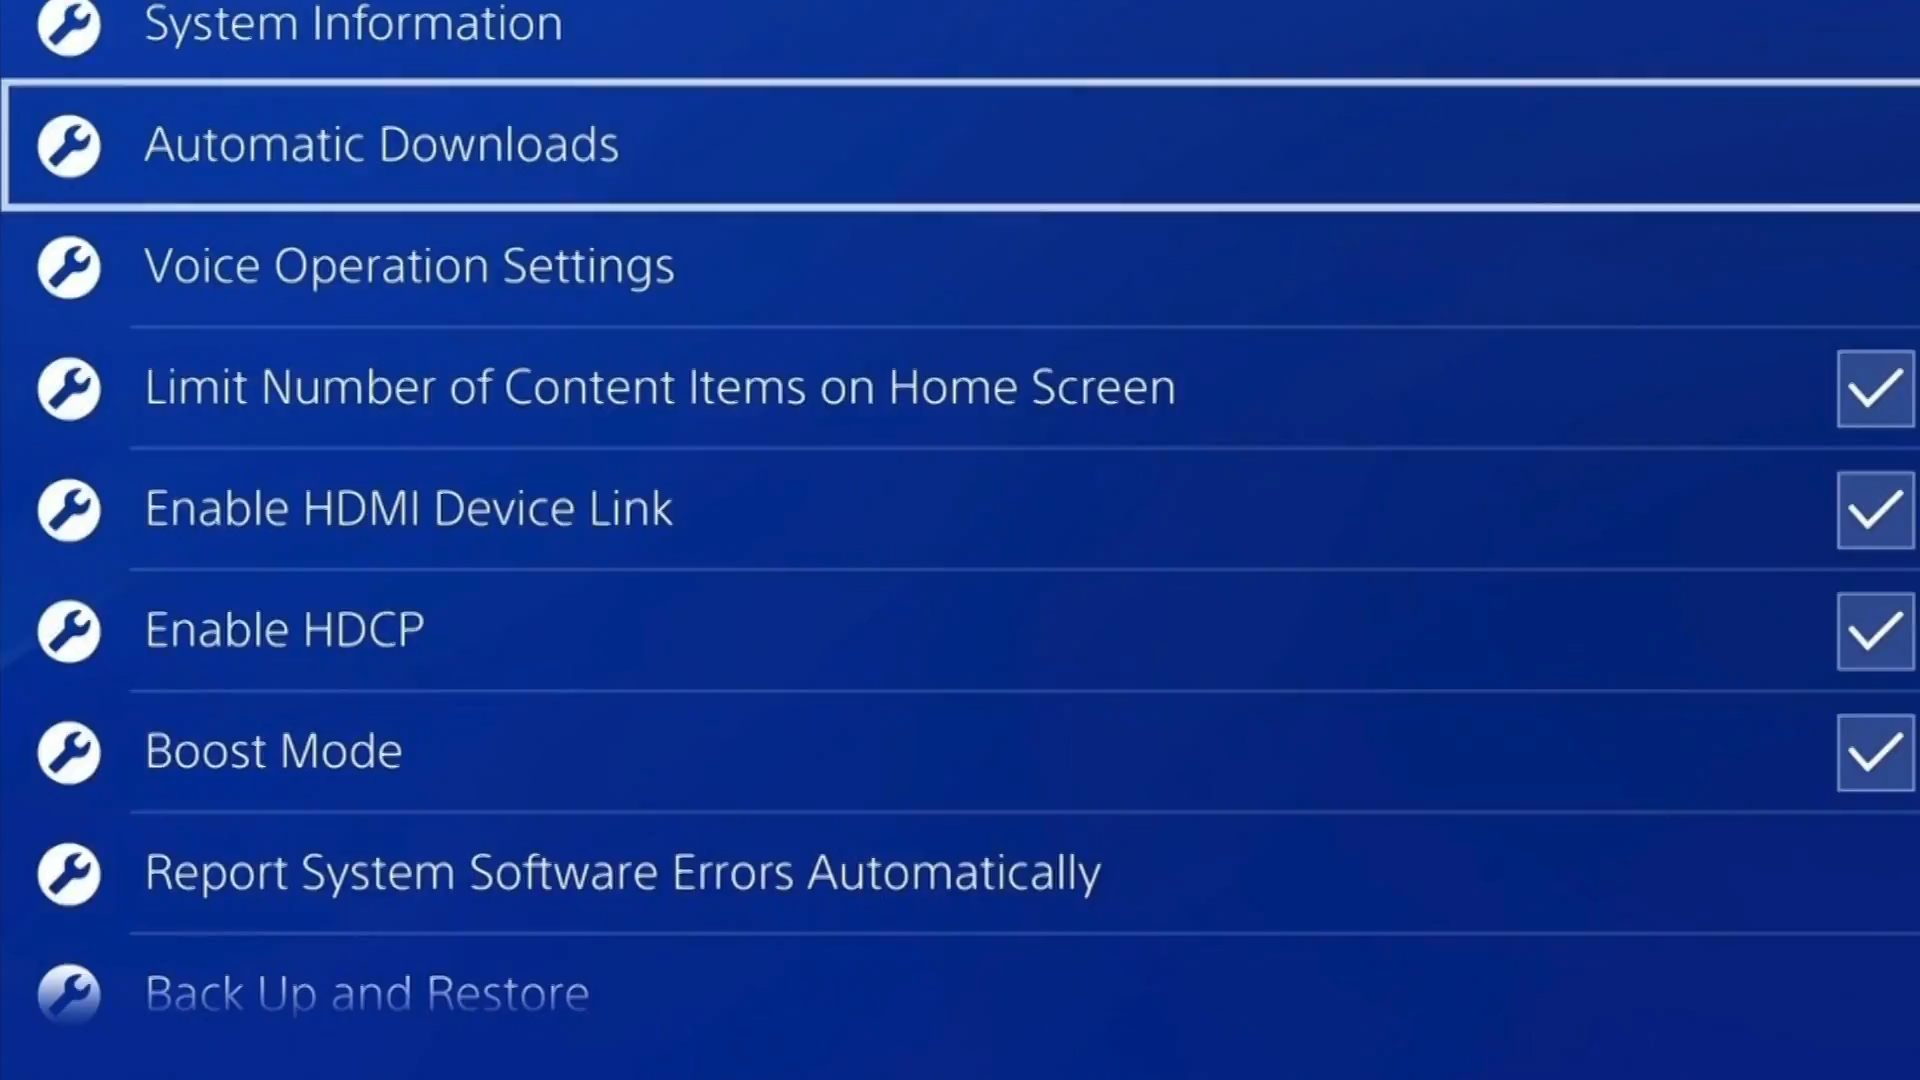 System Information
Automatic Downloads
Voice Operation Settings
Limit Number of Content Items on Home Screen
Enable HDMI Device Link
Enable HDCP
Boost Mode
Report System Software Errors Automatically
Back Up and Restore